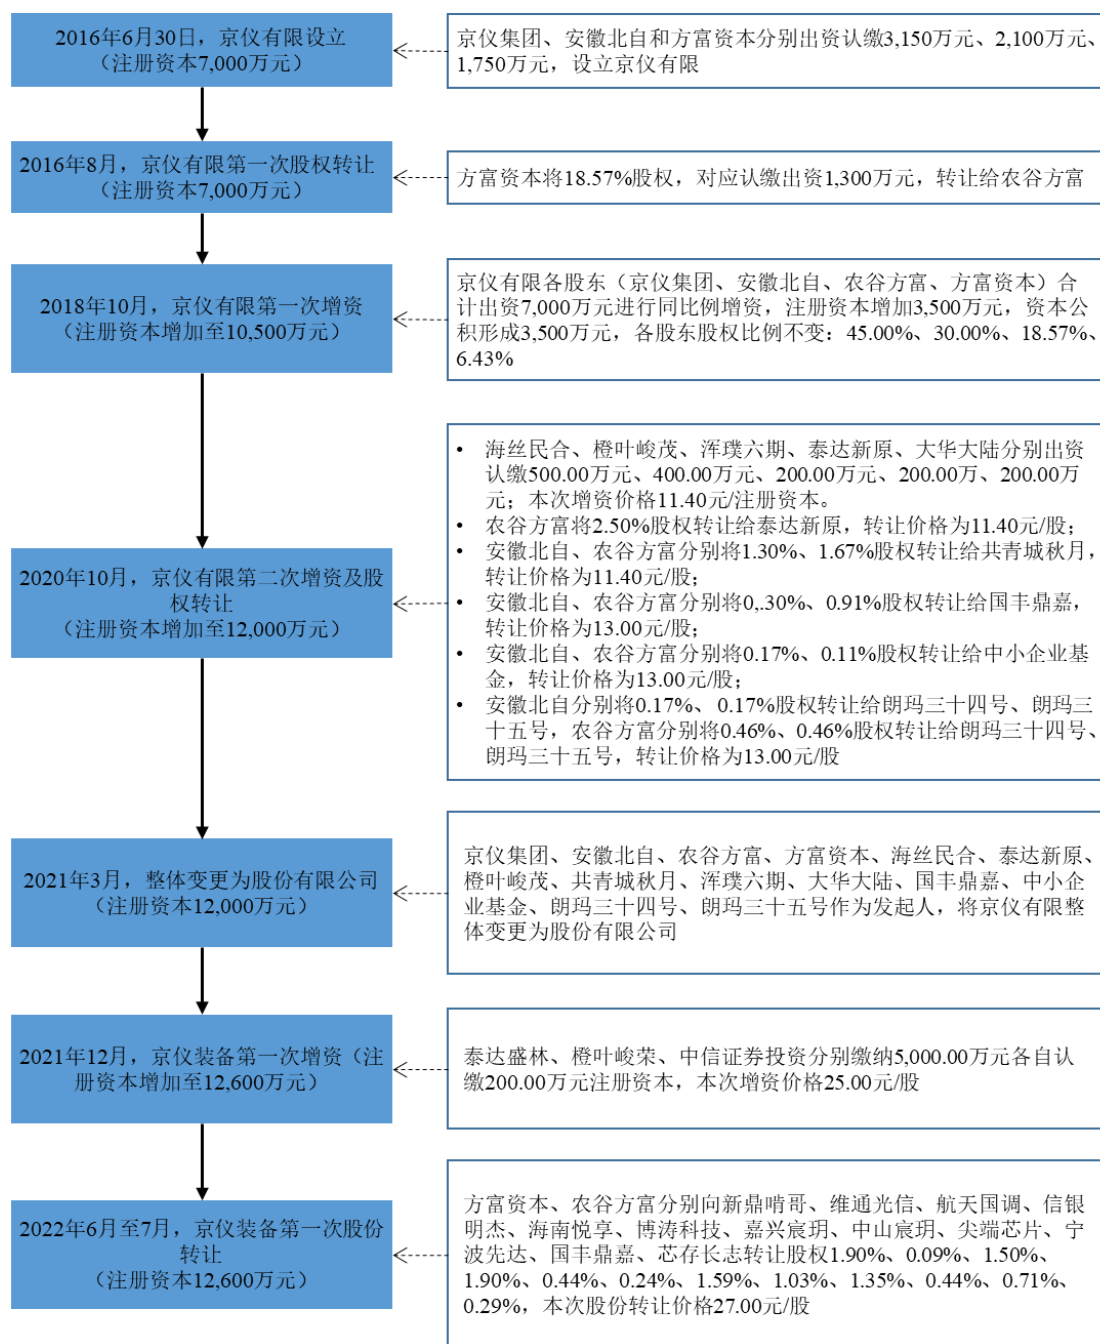 2016年6月30日，京仪有限设立
（注册资本7,000万元）
京仪集团、安徽北自和方富资本分别出资认缴3,150万元、2,100万元、
1,750万元，设立京仪有限
2016年8月，京仪有限第一次股权转让
（注册资本7,000万元）
方富资本将18.57%股权，对应认缴出资1,300万元，转让给农谷方富
2018年10月，京仪有限第一次增资
（注册资本增加至10,500万元）
京仪有限各股东（京仪集团、安徽北自、农谷方富、方富资本）合
计出资7,000万元进行同比例增资，注册资本增加3,500万元，资本公
积形成3,500万元，各股东股权比例不变：45.00%、30.00%、18.57%、
6.43%
2020年10月，京仪有限第二次增资及股
权转让
（注册资本增加至12,000万元）
• 海丝民合、橙叶峻茂、浑璞六期、泰达新原、大华大陆分别出资
认缴500.00万元、400.00万元、200.00万元、200.00万、200.00万
元；本次增资价格11.40元/注册资本。
• 农谷方富将2.50%股权转让给泰达新原，转让价格为11.40元/股；
• 安徽北自、农谷方富分别将1.30%、1.67%股权转让给共青城秋月，
转让价格为11.40元/股；
• 安徽北自、农谷方富分别将0,.30%、0.91%股权转让给国丰鼎嘉，
转让价格为13.00元/股；
• 安徽北自、农谷方富分别将0.17%、0.11%股权转让给中小企业基
金，转让价格为13.00元/股；
• 安徽北自分别将0.17%、0.17%股权转让给朗玛三十四号、朗玛三
十五号，农谷方富分别将0.46%、0.46%股权转让给朗玛三十四号、
朗玛三十五号，转让价格为13.00元/股
2021年3月，整体变更为股份有限公司
（注册资本12,000万元）
京仪集团、安徽北自、农谷方富、方富资本、海丝民合、泰达新原、
橙叶峻茂、共青城秋月、浑璞六期、大华大陆、国丰鼎嘉、中小企
业基金、朗玛三十四号、朗玛三十五号作为发起人，将京仪有限整
体变更为股份有限公司
2021年12月，京仪装备第一次增资（注
册资本增加至12,600万元）
泰达盛林、橙叶峻荣、中信证券投资分别缴纳5,000.00万元各自认
缴200.00万元注册资本，本次增资价格25.00元/股
2022年6月至7月，京仪装备第一次股份
转让
（注册资本12,600万元）
方富资本、农谷方富分别向新鼎啃哥、维通光信、航天国调、信银
明杰、海南悦享、博涛科技、嘉兴宸玥、中山宸玥、尖端芯片、宁
波先达、国丰鼎嘉、芯存长志转让股权1.90%、0.09%、1.50%、
1.90%、0.44%、0.24%、1.59%、1.03%、1.35%、0.44%、0.71%、
0.29%，本次股份转让价格27.00元/股